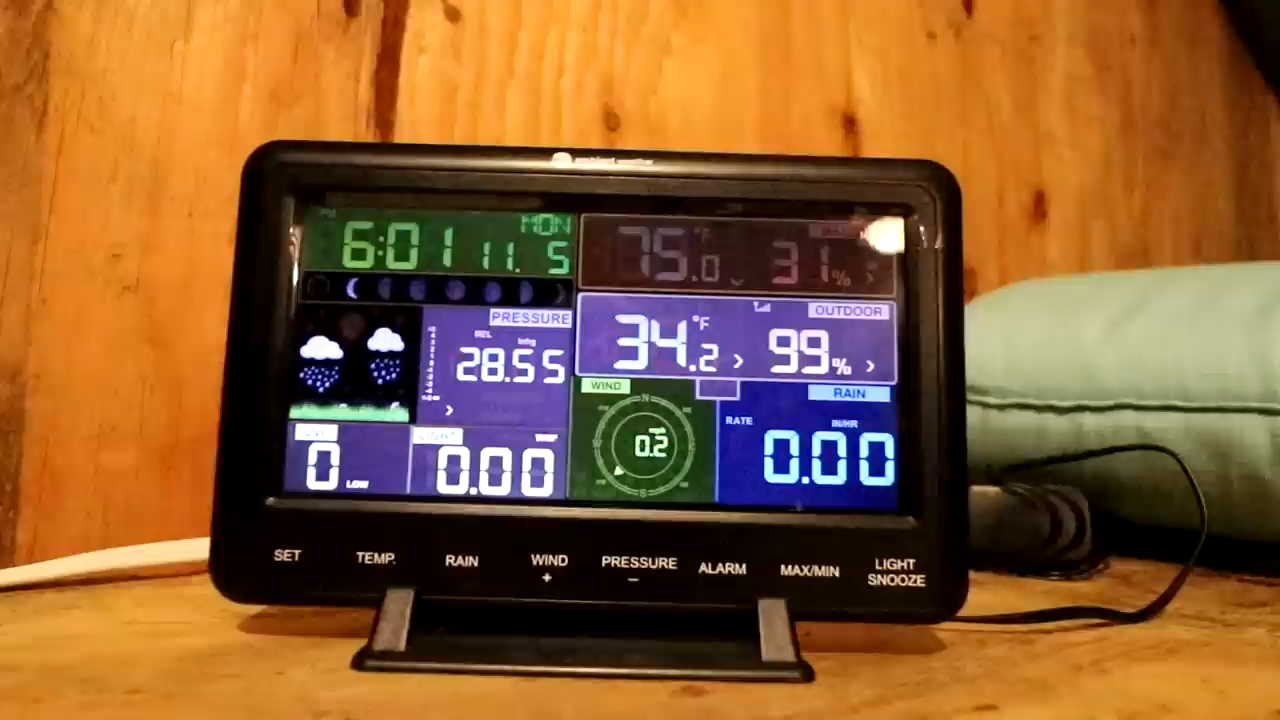 MON
6:01 11. 5
75.0 °F 31%
PRESSURE
REL inhg
28.55
OUTDOOR
34.2 °F 99%
WIND
N
0.2
S
RAIN
RATE IN/HR
0.00
0 LOW
LIGHT
0.00
SET
TEMP.
RAIN
WIND
+
PRESSURE
−
ALARM
MAX/MIN
LIGHT
SNOOZE